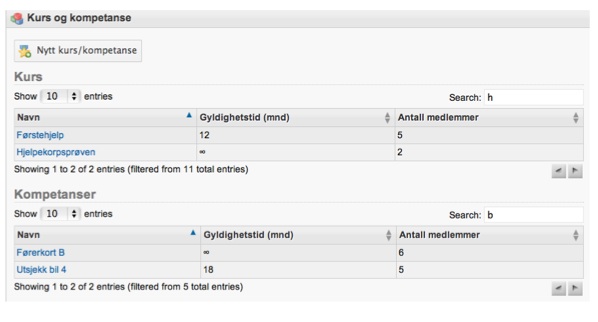 Kurs og kompetanse
Nytt kurs/kompetanse
Kurs
Show 10 entries Search: h
Navn Gyldighetstid (mnd) Antall medlemmer
Førstehjelp 12 5
Hjelpekorpsprøven ∞ 2
Showing 1 to 2 of 2 entries (filtered from 11 total entries)
Kompetanser
Show 10 entries Search: b
Navn Gyldighetstid (mnd) Antall medlemmer
Førerkort B ∞ 6
Utsjekk bil 4 18 5
Showing 1 to 2 of 2 entries (filtered from 5 total entries)